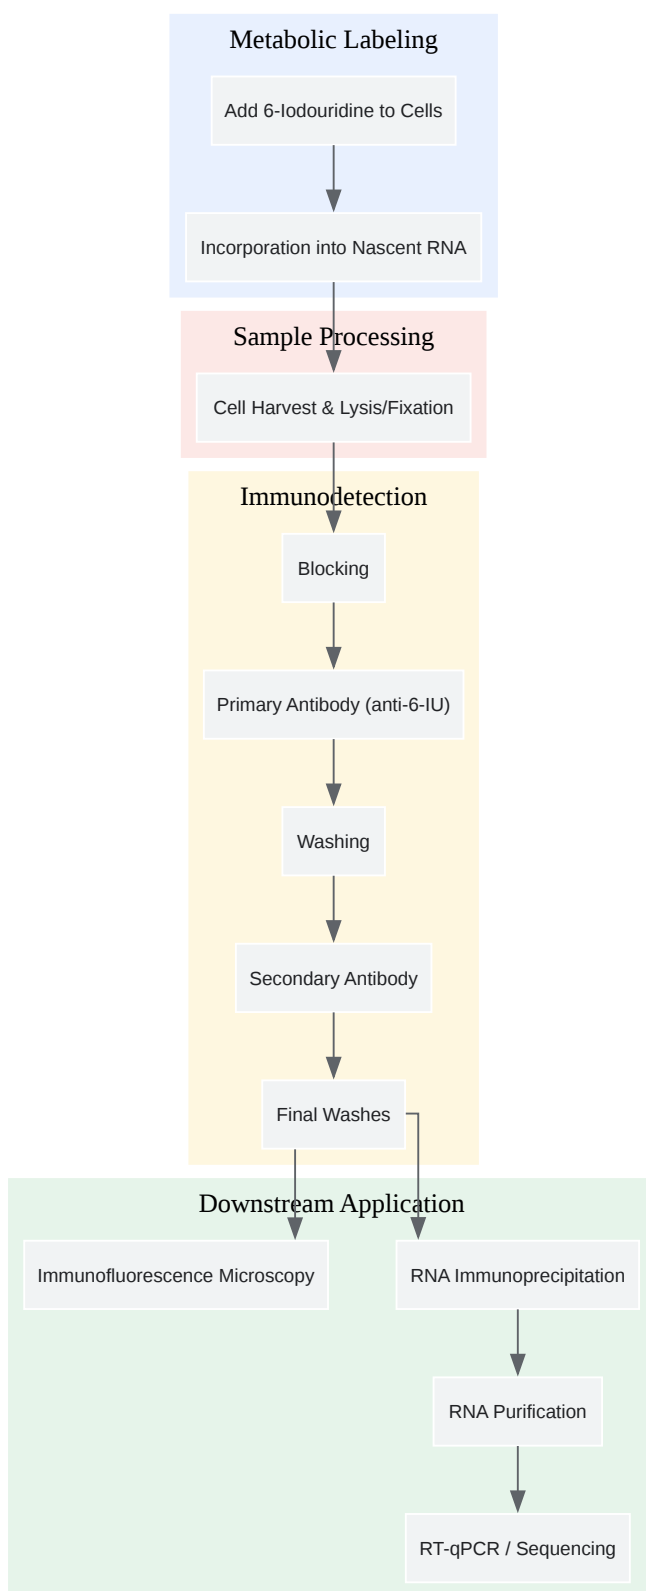 Metabolic Labeling
Add 6-Iodouridine to Cells
Incorporation into Nascent RNA
Sample Processing
Cell Harvest & Lysis/Fixation
Immunodetection
Blocking
Primary Antibody (anti-6-IU)
Washing
Secondary Antibody
Final Washes
Downstream Application
Immunofluorescence Microscopy
RNA Immunoprecipitation
RNA Purification
RT-qPCR / Sequencing